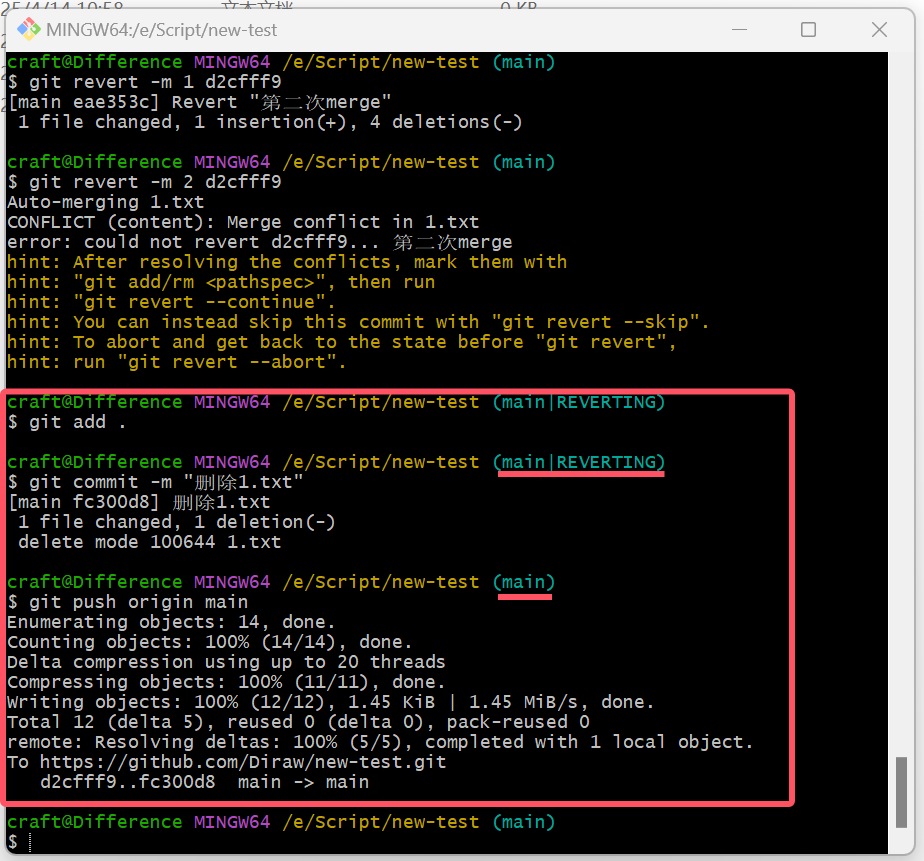 25/4/14 10:58 文本文档 0 KB
MINGW64:/e/Script/new-test
craft@Difference MINGW64 /e/Script/new-test (main)
$ git revert -m 1 d2cfff9
[main eae353c] Revert "第二次merge"
 1 file changed, 1 insertion(+), 4 deletions(-)
craft@Difference MINGW64 /e/Script/new-test (main)
$ git revert -m 2 d2cfff9
Auto-merging 1.txt
CONFLICT (content): Merge conflict in 1.txt
error: could not revert d2cfff9... 第二次merge
hint: After resolving the conflicts, mark them with
hint: "git add/rm <pathspec>", then run
hint: "git revert --continue".
hint: You can instead skip this commit with "git revert --skip".
hint: To abort and get back to the state before "git revert",
hint: run "git revert --abort".
craft@Difference MINGW64 /e/Script/new-test (main|REVERTING)
$ git add .
craft@Difference MINGW64 /e/Script/new-test (main|REVERTING)
$ git commit -m "删除1.txt"
[main fc300d8] 删除1.txt
 1 file changed, 1 deletion(-)
 delete mode 100644 1.txt
craft@Difference MINGW64 /e/Script/new-test (main)
$ git push origin main
Enumerating objects: 14, done.
Counting objects: 100% (14/14), done.
Delta compression using up to 20 threads
Compressing objects: 100% (11/11), done.
Writing objects: 100% (12/12), 1.45 KiB | 1.45 MiB/s, done.
Total 12 (delta 5), reused 0 (delta 0), pack-reused 0
remote: Resolving deltas: 100% (5/5), completed with 1 local object.
To https://github.com/Diraw/new-test.git
   d2cfff9..fc300d8  main -> main
craft@Difference MINGW64 /e/Script/new-test (main)
$